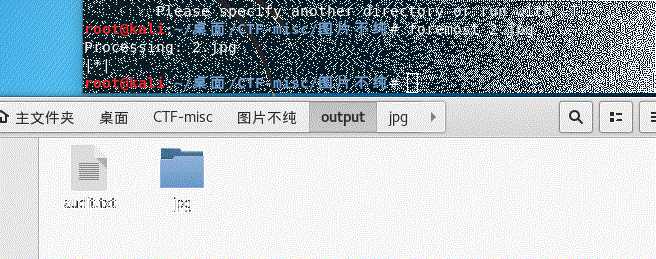 Please specify another directory or run with
root@kali:~/桌面/CTF-misc/图片不纯# foremost 2.jpg
Processing: 2.jpg
|*|
root@kali:~/桌面/CTF-misc/图片不纯#
主文件夹 桌面 CTF-misc 图片不纯 output jpg
audit.txt jpg